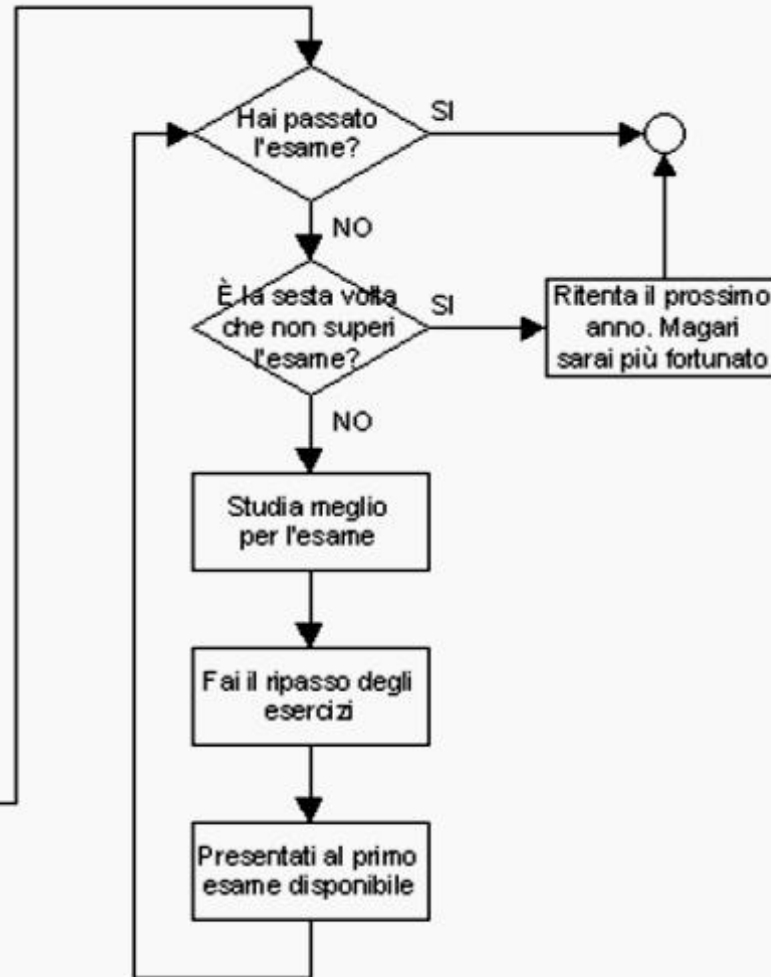 Hai passato
l'esame?
SI
NO
È la sesta volta
che non superi
l'esame?
SI
Ritenta il prossimo
anno. Magari
sarai più fortunato
NO
Studia meglio
per l'esame
Fai il ripasso degli
esercizi
Presentati al primo
esame disponibile